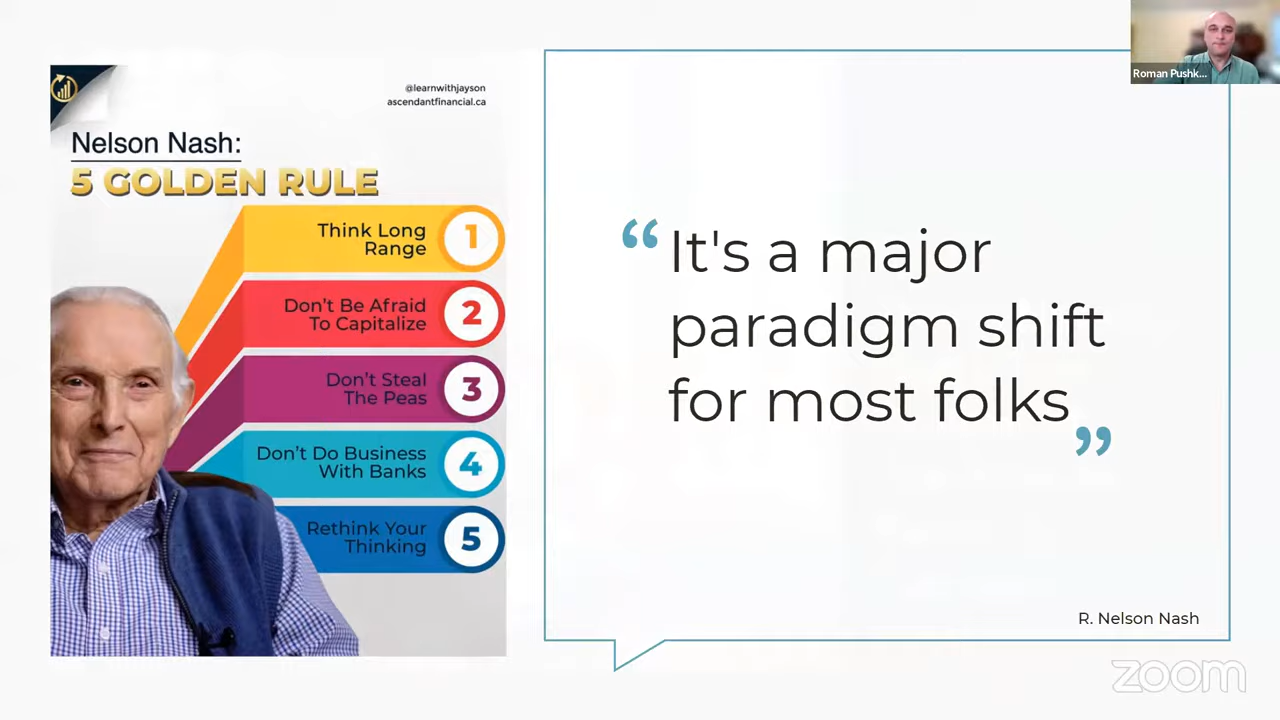 @learnwithjayson
ascendantfinancial.ca
Nelson Nash:
5 GOLDEN RULE
Think Long
Range
1
Don't Be Afraid
To Capitalize
2
Don't Steal
The Peas
3
Don't Do Business
With Banks
4
Rethink Your
Thinking
5
“It's a major
paradigm shift
for most folks”
R. Nelson Nash
Roman Pushk...
zoom